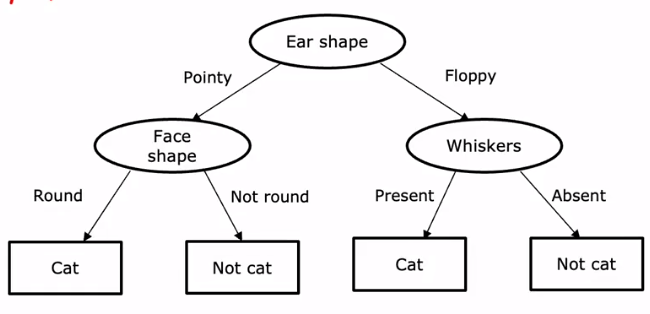 Ear shape
Pointy
Floppy
Face
shape
Whiskers
Round
Not round
Present
Absent
Cat
Not cat
Cat
Not cat